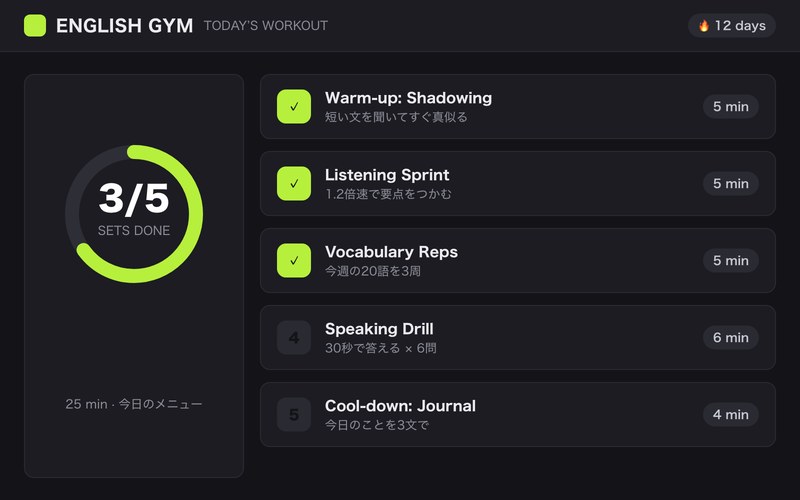 ENGLISH GYM TODAY'S WORKOUT
🔥 12 days
3/5
SETS DONE
25 min · 今日のメニュー
✓ Warm-up: Shadowing
短い文を聞いてすぐ真似る
5 min
✓ Listening Sprint
1.2倍速で要点をつかむ
5 min
✓ Vocabulary Reps
今週の20語を3周
5 min
4 Speaking Drill
30秒で答える × 6問
6 min
5 Cool-down: Journal
今日のことを3文で
4 min